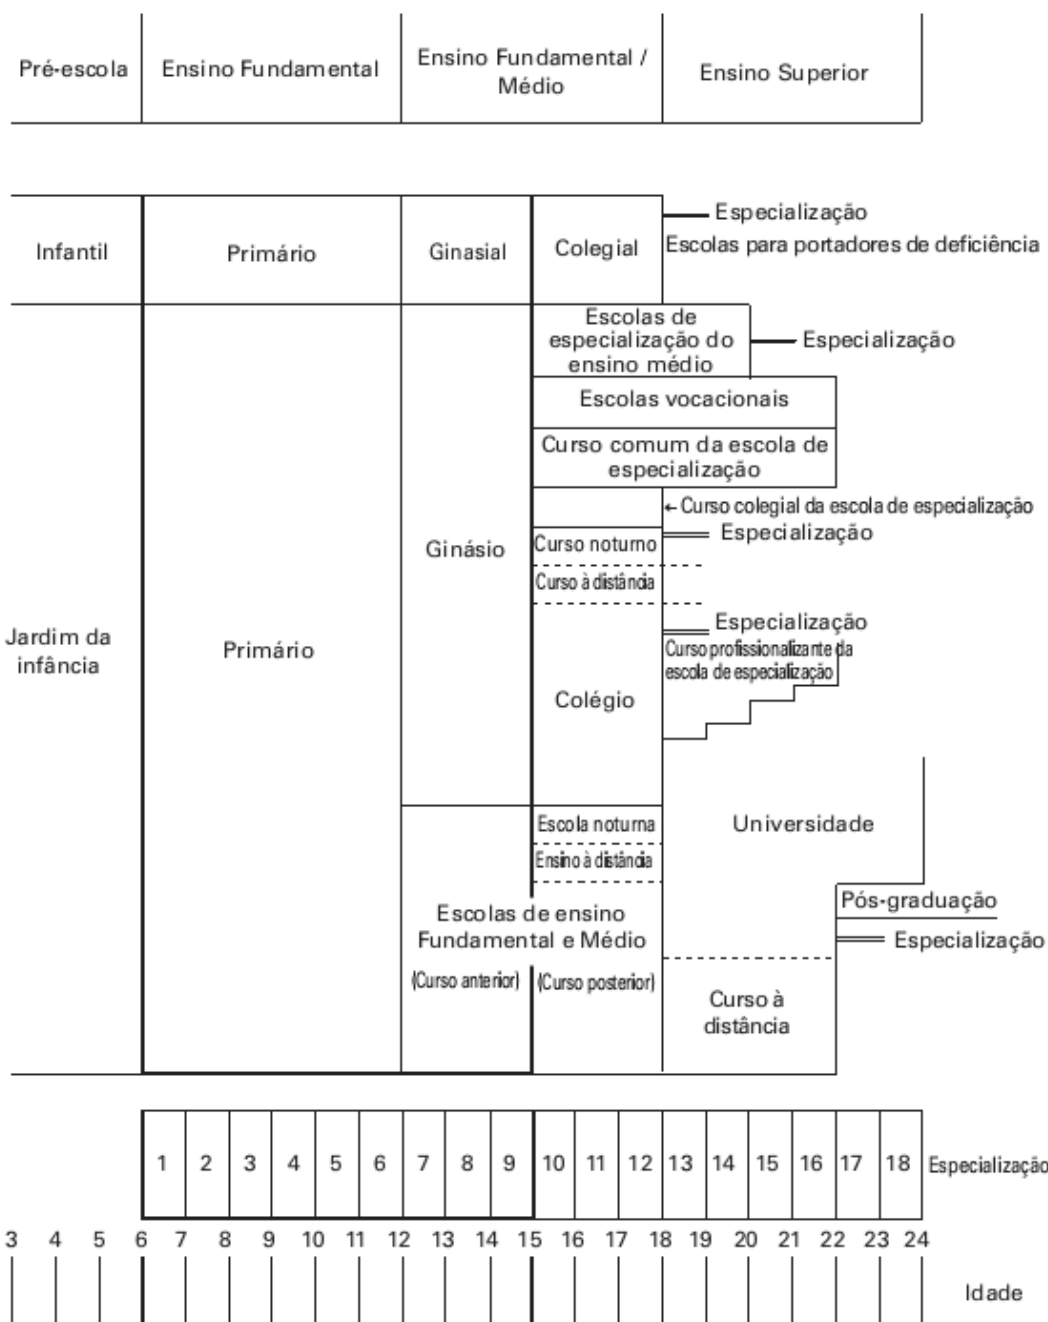 Pré-escola
Ensino Fundamental
Ensino Fundamental /
Médio
Ensino Superior
Infantil
Primário
Ginasial
Colegial
Especialização
Escolas para portadores de deficiência
Escolas de
especialização do
ensino médio
Especialização
Escolas vocacionais
Curso comum da escola de
especialização
← Curso colegial da escola de especialização
Ginásio
Curso noturno
Especialização
Curso à distância
Jardim da
infância
Primário
Especialização
Curso profissionalizante da
escola de especialização
Colégio
Escola noturna
Universidade
Ensino à distância
Pós-graduação
Escolas de ensino
Fundamental e Médio
Especialização
(Curso anterior) (Curso posterior)
Curso à
distância
1 2 3 4 5 6 7 8 9 10 11 12 13 14 15 16 17 18 Especialização
3 4 5 6 7 8 9 10 11 12 13 14 15 16 17 18 19 20 21 22 23 24
Idade